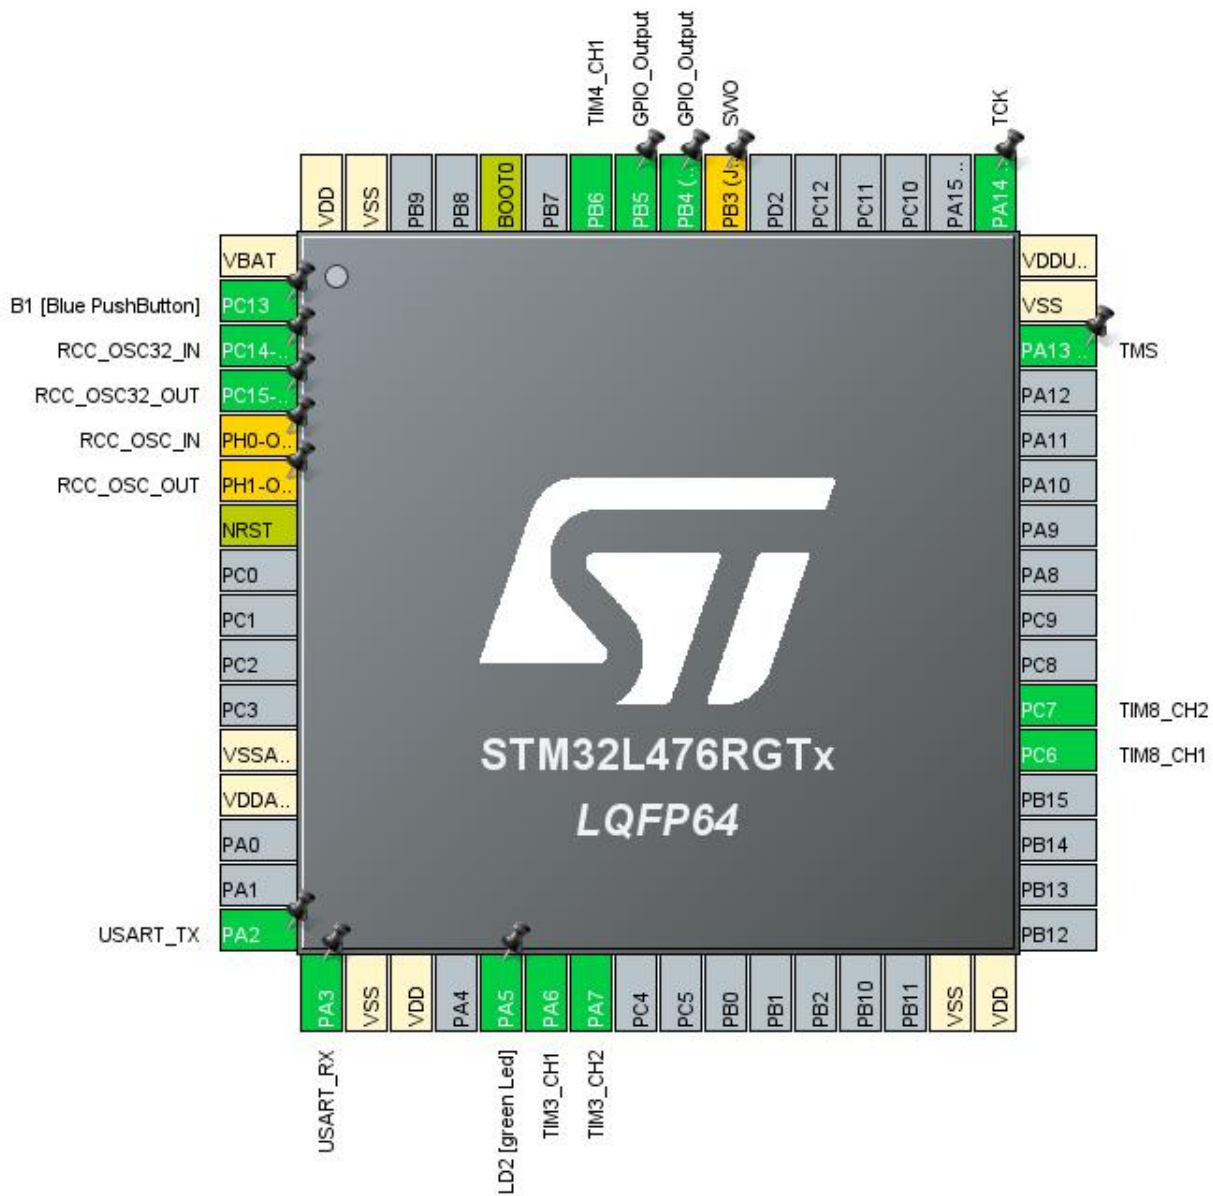 TIM4_CH1
GPIO_Output
GPIO_Output
SWO
TCK
VDD
VSS
PB9
PB8
BOOT0
PB7
PB6
PB5
PB4 (..
PB3 (J..
PD2
PC12
PC11
PC10
PA15 ..
PA14 ..
VBAT
B1 [Blue PushButton] PC13
RCC_OSC32_IN PC14-..
RCC_OSC32_OUT PC15-..
RCC_OSC_IN PH0-O..
RCC_OSC_OUT PH1-O..
NRST
PC0
PC1
PC2
PC3
VSSA..
VDDA..
PA0
PA1
USART_TX PA2
ST
STM32L476RGTx
LQFP64
VDDU..
VSS
PA13 .. TMS
PA12
PA11
PA10
PA9
PA8
PC9
PC8
PC7 TIM8_CH2
PC6 TIM8_CH1
PB15
PB14
PB13
PB12
PA3
VSS
VDD
PA4
PA5
PA6
PA7
PC4
PC5
PB0
PB1
PB2
PB10
PB11
VSS
VDD
USART_RX
LD2 [green Led]
TIM3_CH1
TIM3_CH2